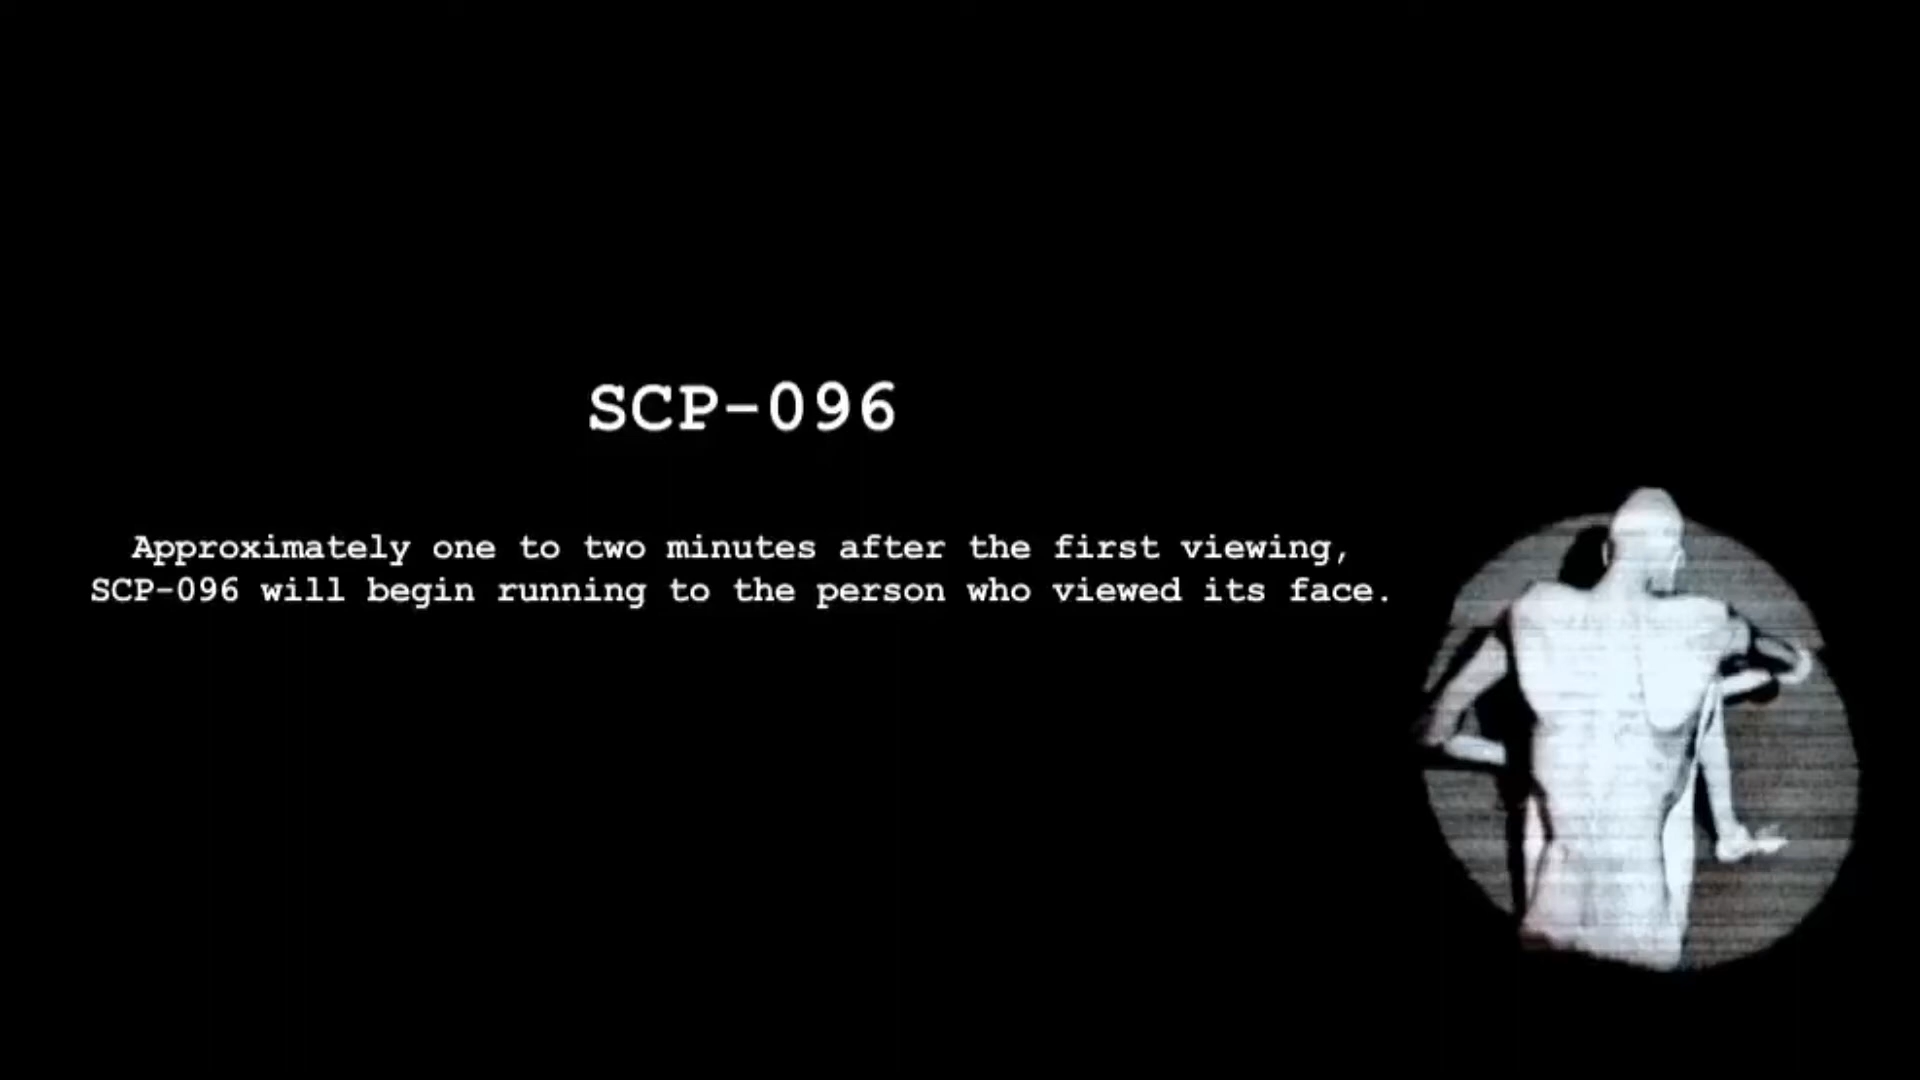 SCP-096
Approximately one to two minutes after the first viewing,
SCP-096 will begin running to the person who viewed its face.